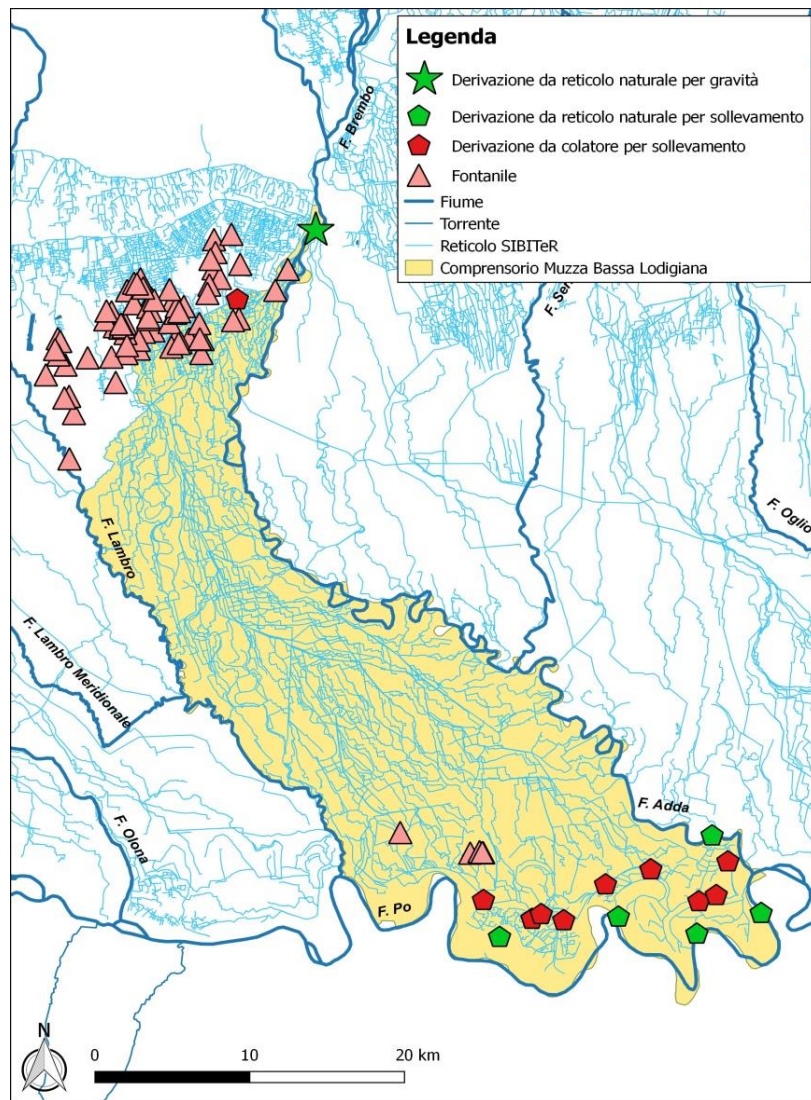 Legenda
Derivazione da reticolo naturale per gravità
Derivazione da reticolo naturale per sollevamento
Derivazione da colatore per sollevamento
Fontanile
Fiume
Torrente
Reticolo SIBITeR
Comprensorio Muzza Bassa Lodigiana
F. Brembo
F. Ser
F. Oglio
F. Lambro
F. Lambro Meridionale
F. Olona
F. Adda
F. Po
N
0 10 20 km